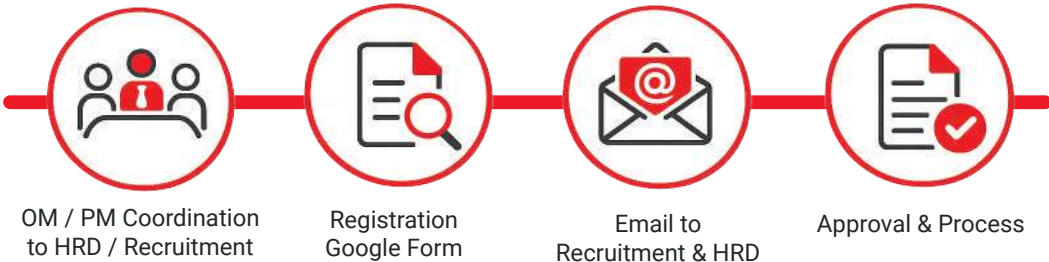 OM / PM Coordination
to HRD / Recruitment
Registration
Google Form
@
Email to
Recruitment & HRD
Approval & Process